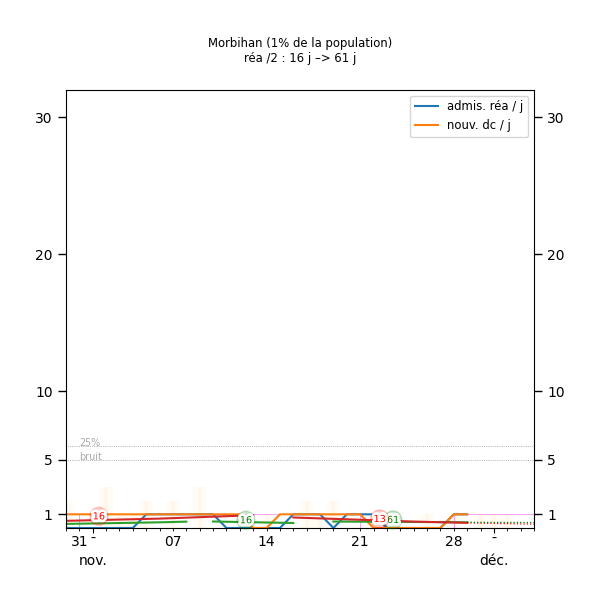 Morbihan (1% de la population)
réa /2 : 16 j –> 61 j
admis. réa / j
nouv. dc / j
30 30
20 20
10 10
25%
bruit
5 5
16 16 13 61
1 1
31 - 07 14 21 28 -
nov. déc.